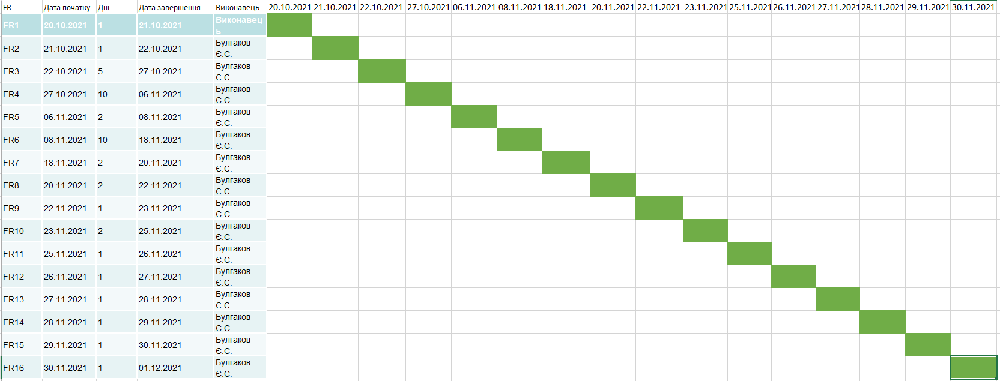 FR Дата початку Дні Дата завершення Виконавець 20.10.2021 21.10.2021 22.10.2021 27.10.2021 06.11.2021 08.11.2021 18.11.2021 20.11.2021 22.11.2021 23.11.2021 25.11.2021 26.11.2021 27.11.2021 28.11.2021 29.11.2021 30.11.2021
FR1 20.10.2021 1 21.10.2021 Виконавец
ь
FR2 21.10.2021 1 22.10.2021 Булгаков
Є.С.
FR3 22.10.2021 5 27.10.2021 Булгаков
Є.С.
FR4 27.10.2021 10 06.11.2021 Булгаков
Є.С.
FR5 06.11.2021 2 08.11.2021 Булгаков
Є.С.
FR6 08.11.2021 10 18.11.2021 Булгаков
Є.С.
FR7 18.11.2021 2 20.11.2021 Булгаков
Є.С.
FR8 20.11.2021 2 22.11.2021 Булгаков
Є.С.
FR9 22.11.2021 1 23.11.2021 Булгаков
Є.С.
FR10 23.11.2021 2 25.11.2021 Булгаков
Є.С.
FR11 25.11.2021 1 26.11.2021 Булгаков
Є.С.
FR12 26.11.2021 1 27.11.2021 Булгаков
Є.С.
FR13 27.11.2021 1 28.11.2021 Булгаков
Є.С.
FR14 28.11.2021 1 29.11.2021 Булгаков
Є.С.
FR15 29.11.2021 1 30.11.2021 Булгаков
Є.С.
FR16 30.11.2021 1 01.12.2021 Булгаков
Є.С.